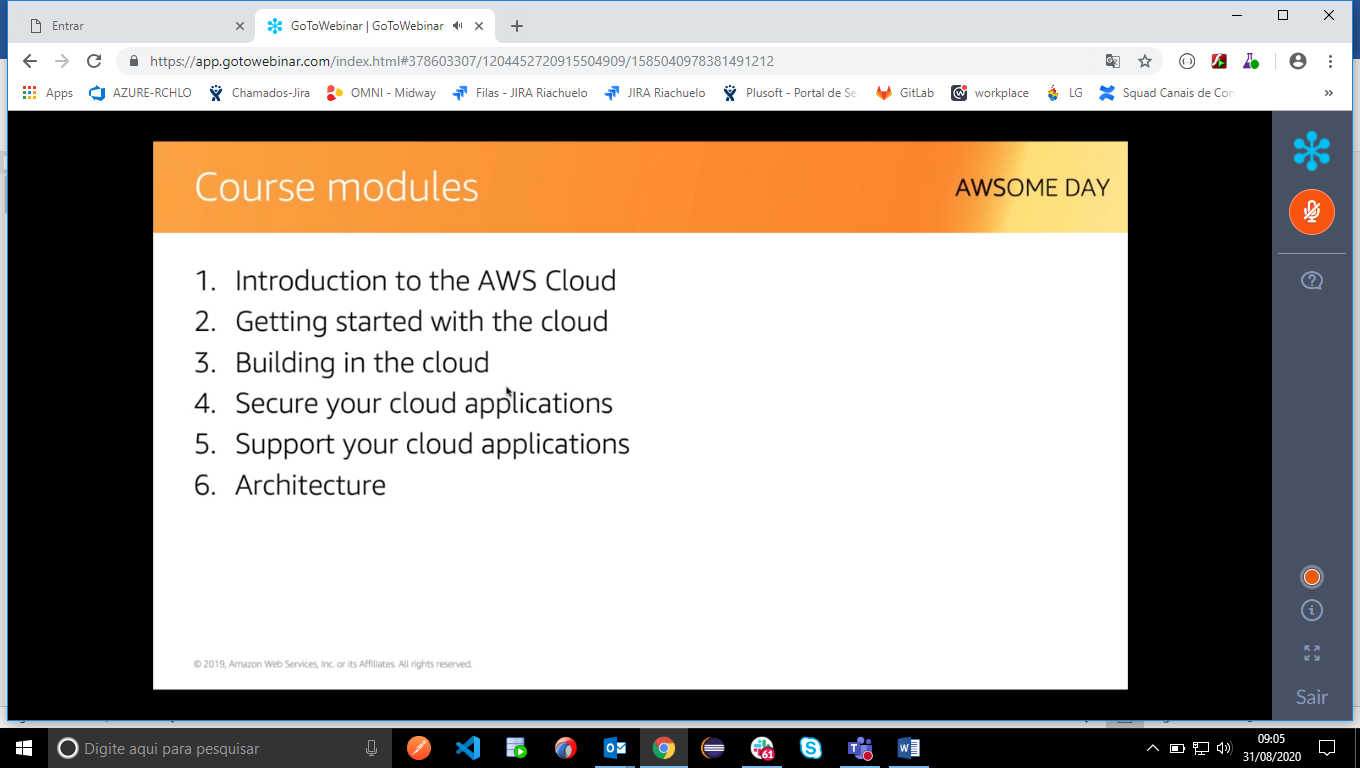 Entrar
GoToWebinar | GoToWebinar
https://app.gotowebinar.com/index.html#378603307/1204452720915504909/1585040978381491212
Apps AZURE-RCHLO Chamados-Jira OMNI - Midway Filas - JIRA Riachuelo JIRA Riachuelo Plusoft - Portal de Se GitLab workplace LG Squad Canais de Con
Course modules
AWSOME DAY
1. Introduction to the AWS Cloud
2. Getting started with the cloud
3. Building in the cloud
4. Secure your cloud applications
5. Support your cloud applications
6. Architecture
© 2019, Amazon Web Services, Inc. or its Affiliates. All rights reserved.
Sair
Digite aqui para pesquisar
61
09:05
31/08/2020